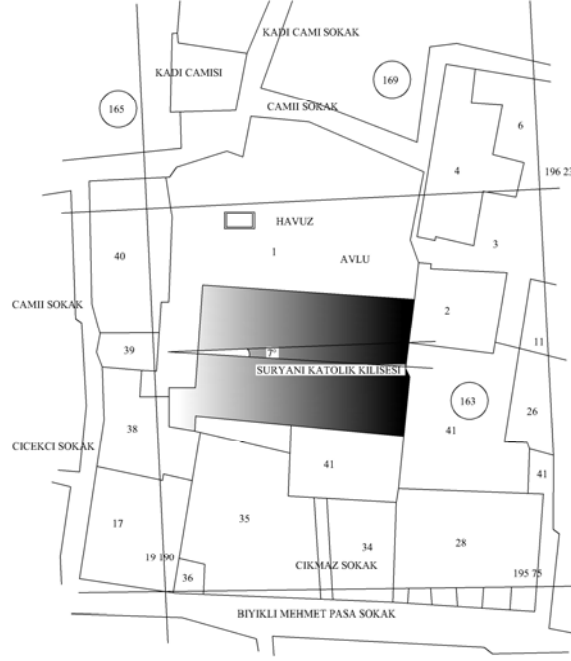 KADI CAMI SOKAK
KADI CAMISI
169
165
CAMII SOKAK
6
4
196 23
HAVUZ
3
1
40
AVLU
CAMII SOKAK
2
39
11
7°
SURYANI KATOLIK KILISESI
163
26
38
41
CICEKCI SOKAK
41
41
35
17
34
28
19 190
CIKMAZ SOKAK
195 75
36
BIYIKLI MEHMET PASA SOKAK